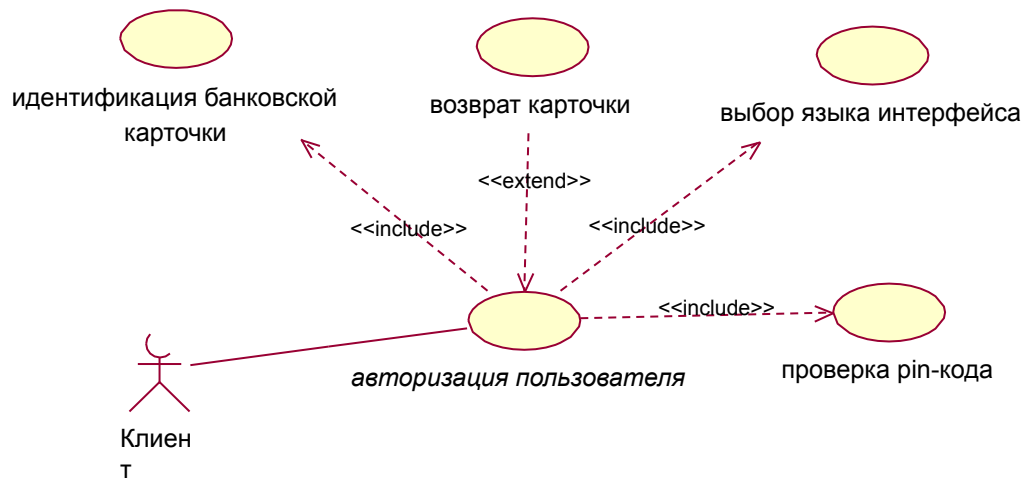 идентификация банковской
карточки
возврат карточки
выбор языка интерфейса
<<extend>>
<<include>>
<<include>>
<<include>>
авторизация пользователя
проверка pin-кода
Клиен
т